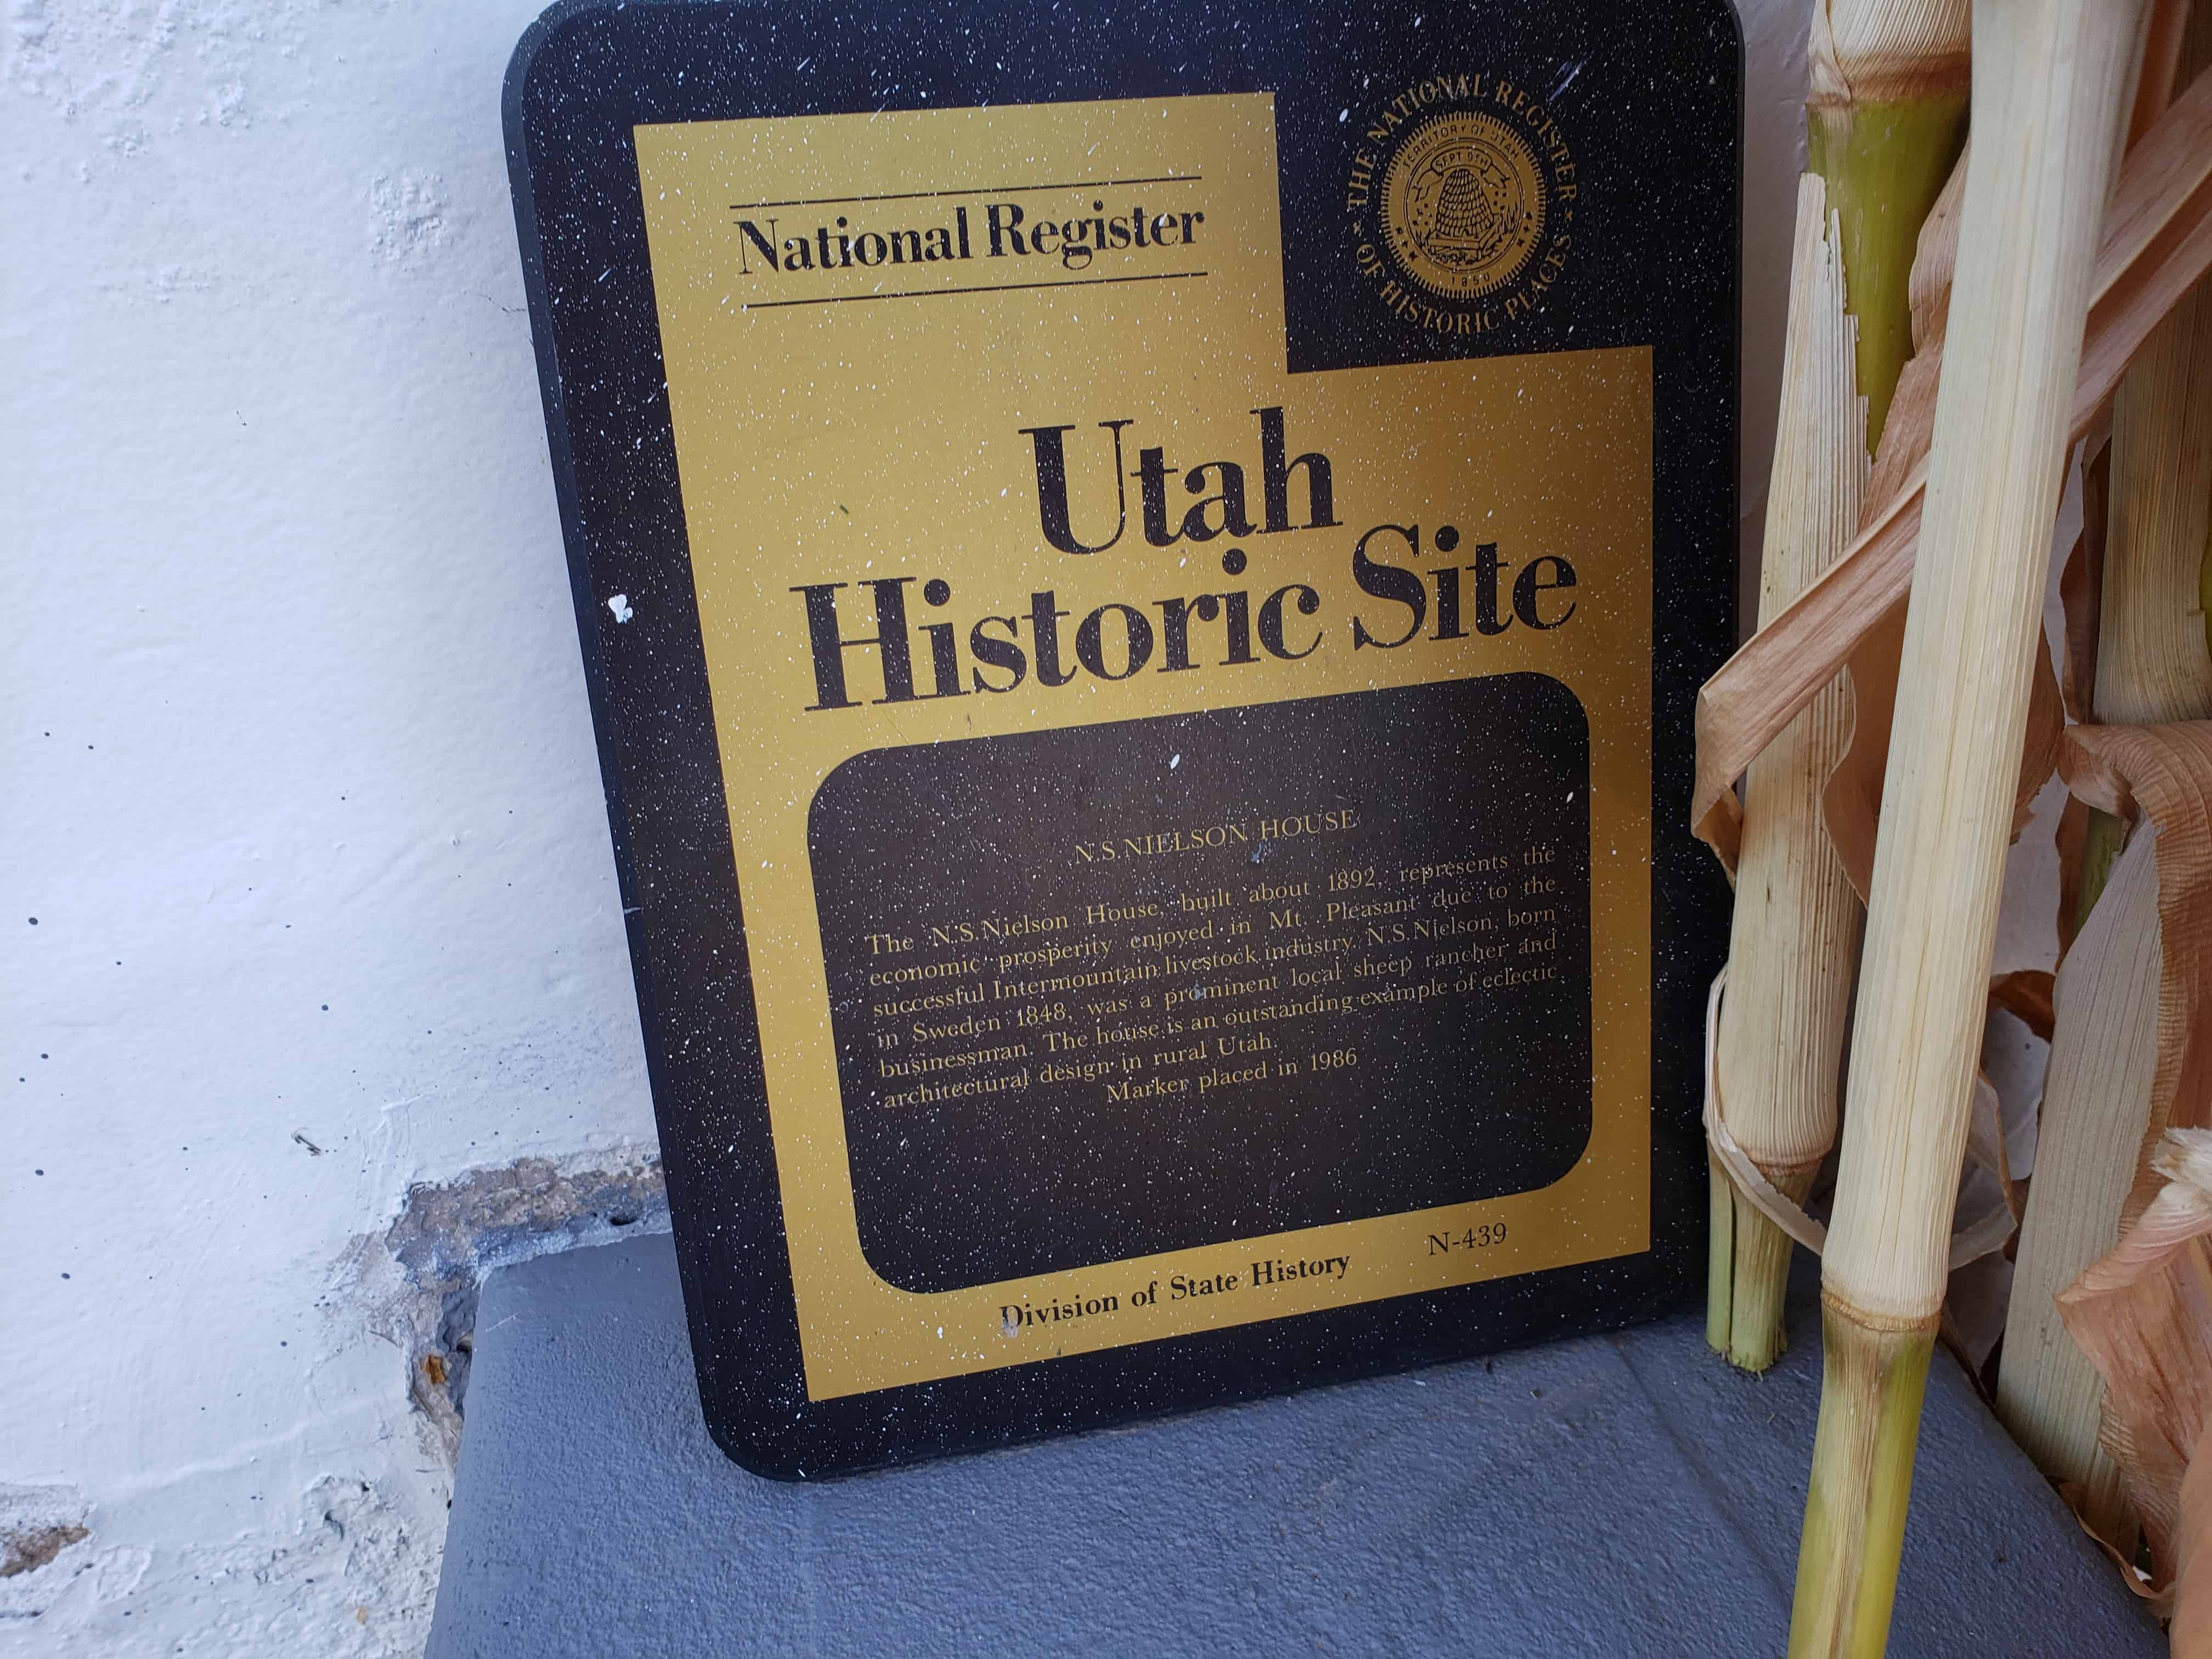 National Register
THE NATIONAL REGISTER
OF HISTORIC PLACES
TERRITORY OF UTAH
SEPT 9TH
1850
Utah
Historic Site
N.S. NIELSON HOUSE
The N.S. Nielson House, built about 1892, represents the
economic prosperity enjoyed in Mt. Pleasant due to the
successful Intermountain livestock industry. N.S. Nielson, born
in Sweden 1848, was a prominent local sheep rancher and
businessman. The house is an outstanding example of eclectic
architectural design in rural Utah.
Marker placed in 1986
Division of State History N-439